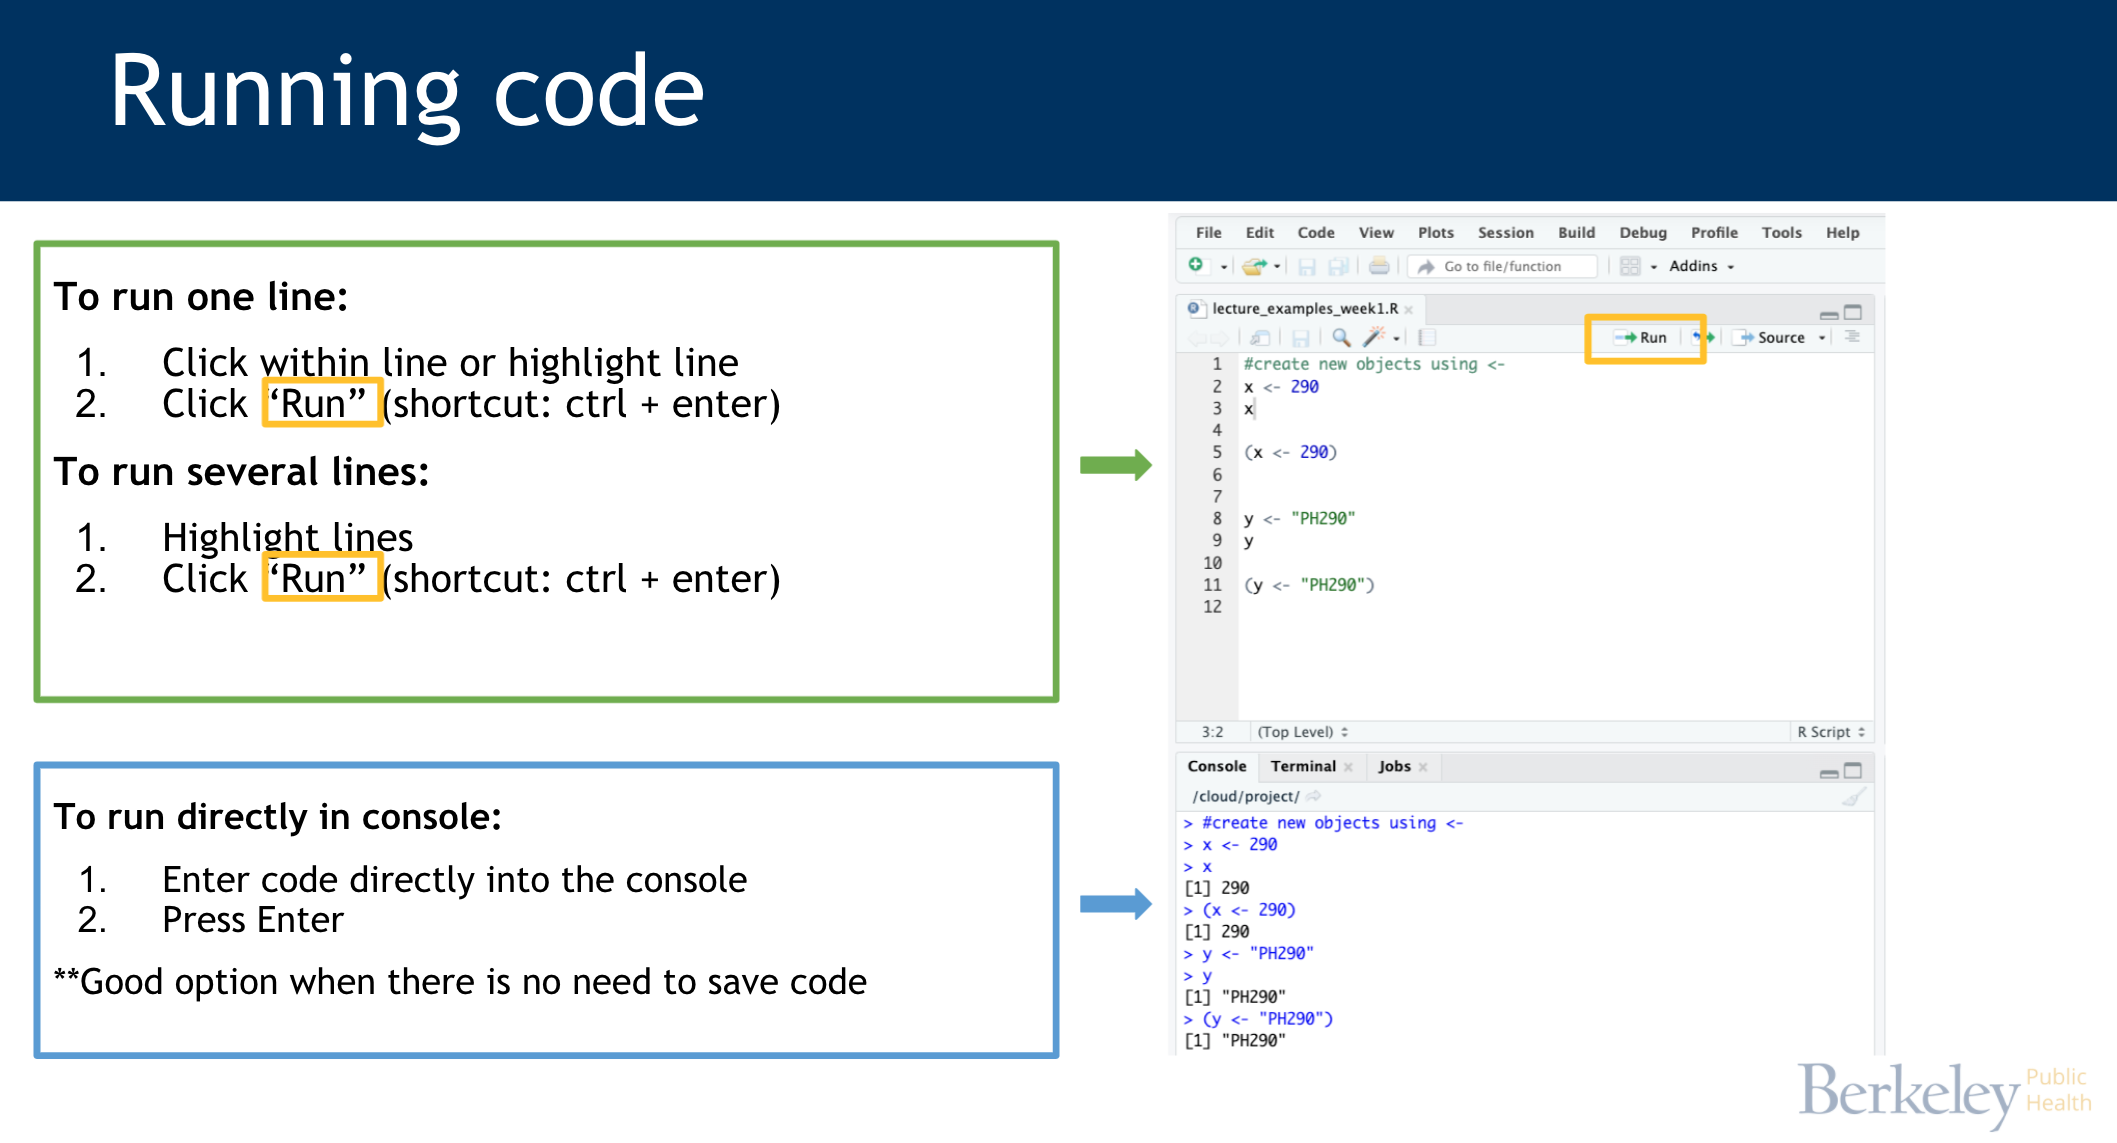 Running code
To run one line:
1. Click within line or highlight line
2. Click “Run” (shortcut: ctrl + enter)
To run several lines:
1. Highlight lines
2. Click “Run” (shortcut: ctrl + enter)
To run directly in console:
1. Enter code directly into the console
2. Press Enter
**Good option when there is no need to save code
File Edit Code View Plots Session Build Debug Profile Tools Help
Go to file/function Addins
lecture_examples_week1.R
Run Source
1 #create new objects using <-
2 x <- 290
3 x
4
5 (x <- 290)
6
7
8 y <- "PH290"
9 y
10
11 (y <- "PH290")
12
3:2 (Top Level) R Script
Console Terminal Jobs
/cloud/project/
> #create new objects using <-
> x <- 290
> x
[1] 290
> (x <- 290)
[1] 290
> y <- "PH290"
> y
[1] "PH290"
> (y <- "PH290")
[1] "PH290"
Berkeley Public
Health